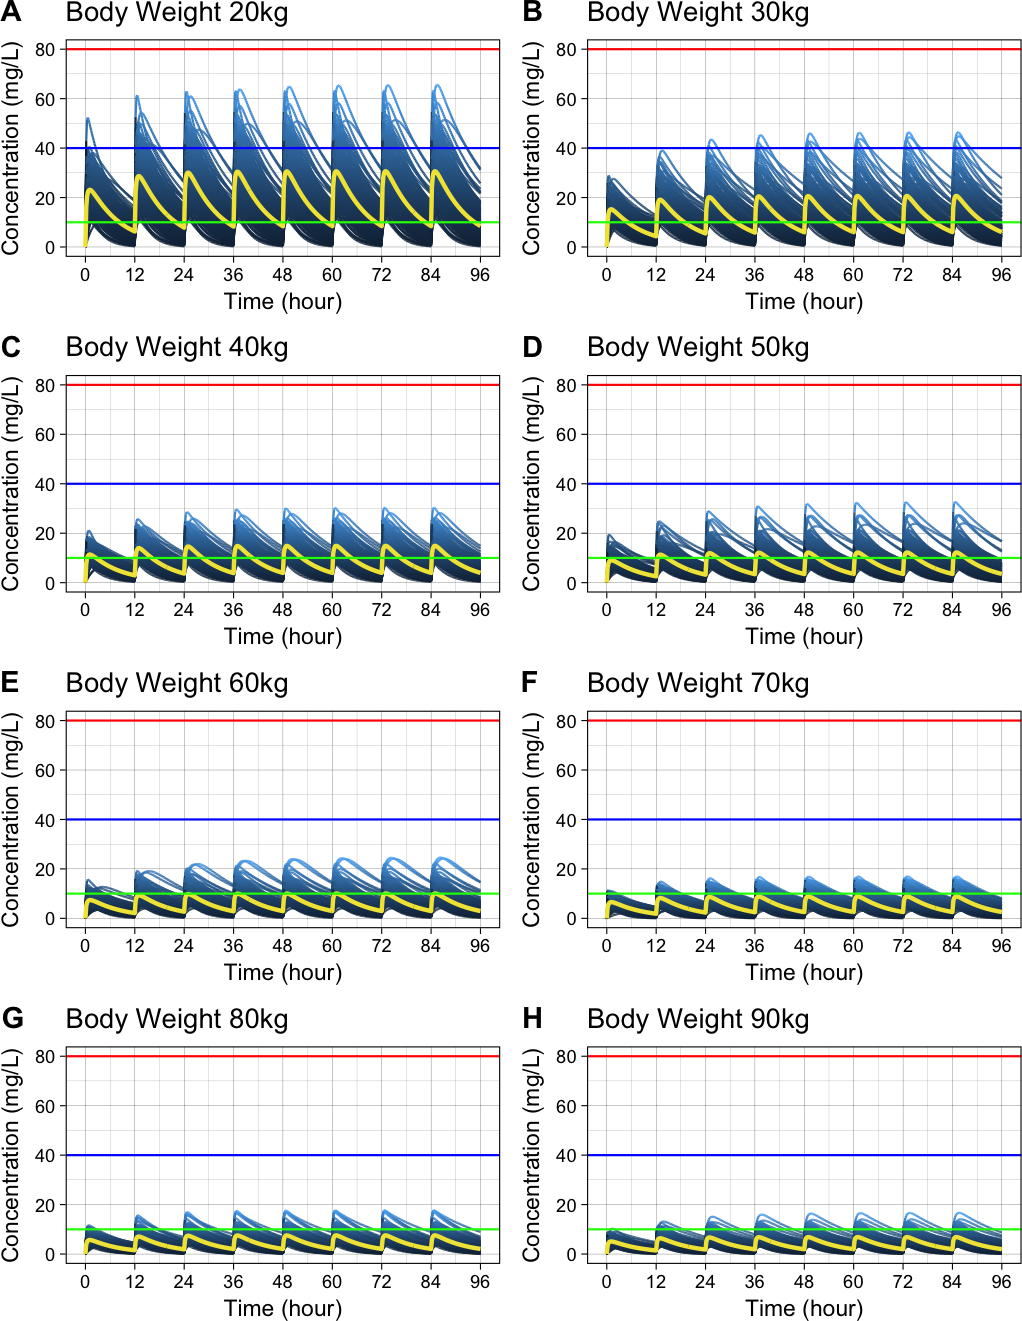 A Body Weight 20kg
Concentration (mg/L)
80
60
40
20
0
0 12 24 36 48 60 72 84 96
Time (hour)
B Body Weight 30kg
Concentration (mg/L)
80
60
40
20
0
0 12 24 36 48 60 72 84 96
Time (hour)
C Body Weight 40kg
Concentration (mg/L)
80
60
40
20
0
0 12 24 36 48 60 72 84 96
Time (hour)
D Body Weight 50kg
Concentration (mg/L)
80
60
40
20
0
0 12 24 36 48 60 72 84 96
Time (hour)
E Body Weight 60kg
Concentration (mg/L)
80
60
40
20
0
0 12 24 36 48 60 72 84 96
Time (hour)
F Body Weight 70kg
Concentration (mg/L)
80
60
40
20
0
0 12 24 36 48 60 72 84 96
Time (hour)
G Body Weight 80kg
Concentration (mg/L)
80
60
40
20
0
0 12 24 36 48 60 72 84 96
Time (hour)
H Body Weight 90kg
Concentration (mg/L)
80
60
40
20
0
0 12 24 36 48 60 72 84 96
Time (hour)